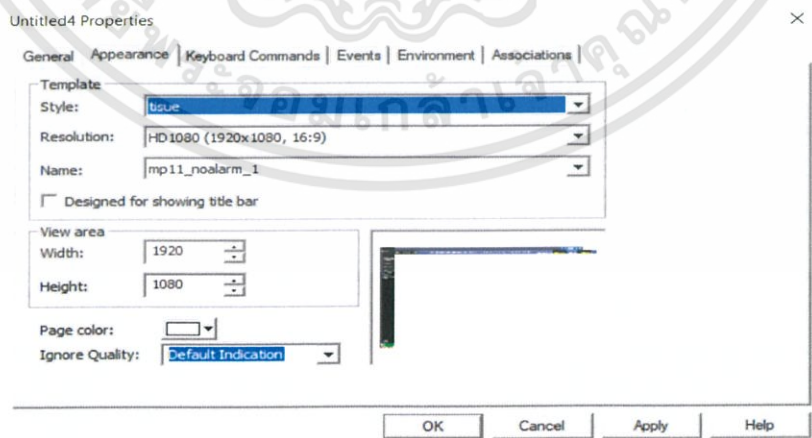 Untitled4 Properties
General Appearance Keyboard Commands Events Environment Associations
Template
Style: tisue
Resolution: HD1080 (1920x1080, 16:9)
Name: mp11_noalarm_1
Designed for showing title bar
View area
Width: 1920
Height: 1080
Page color:
Ignore Quality: Default Indication
OK Cancel Apply Help